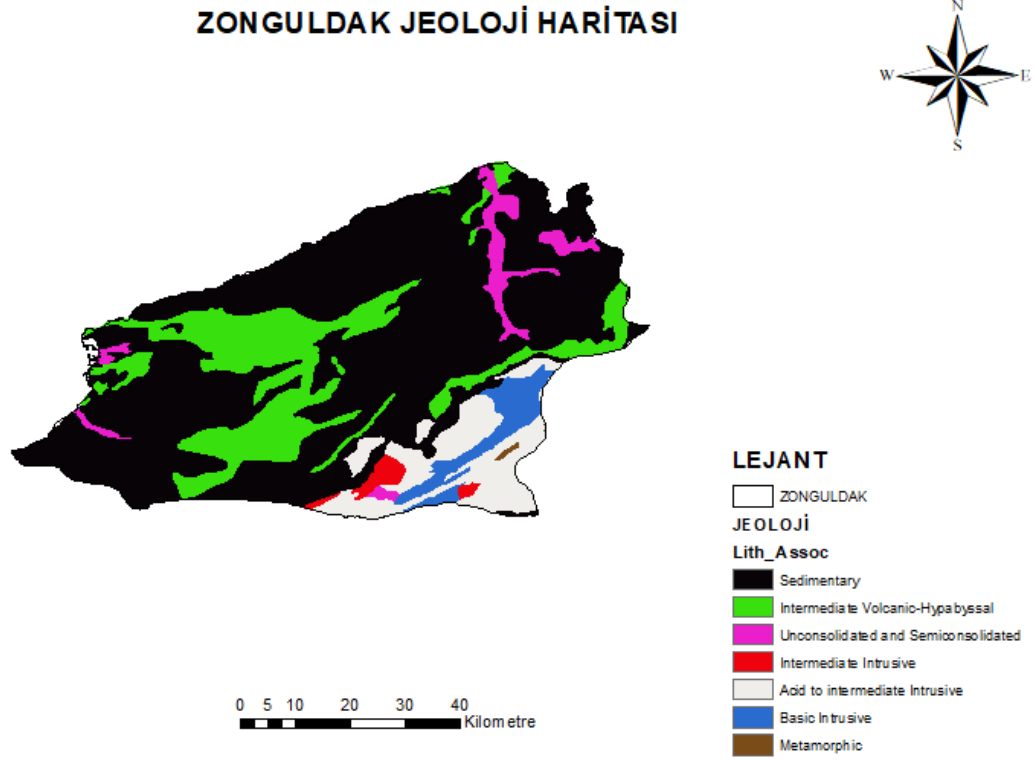 ZONGULDAK JEOLOJİ HARİTASI
N
W E
S
LEJANT
ZONGULDAK
JEOLOJİ
Lith_Assoc
Sedimentary
Intermediate Volcanic-Hypabyssal
Unconsolidated and Semiconsolidated
Intermediate Intrusive
Acid to intermediate Intrusive
Basic Intrusive
Metamorphic
0 5 10 20 30 40
Kilometre